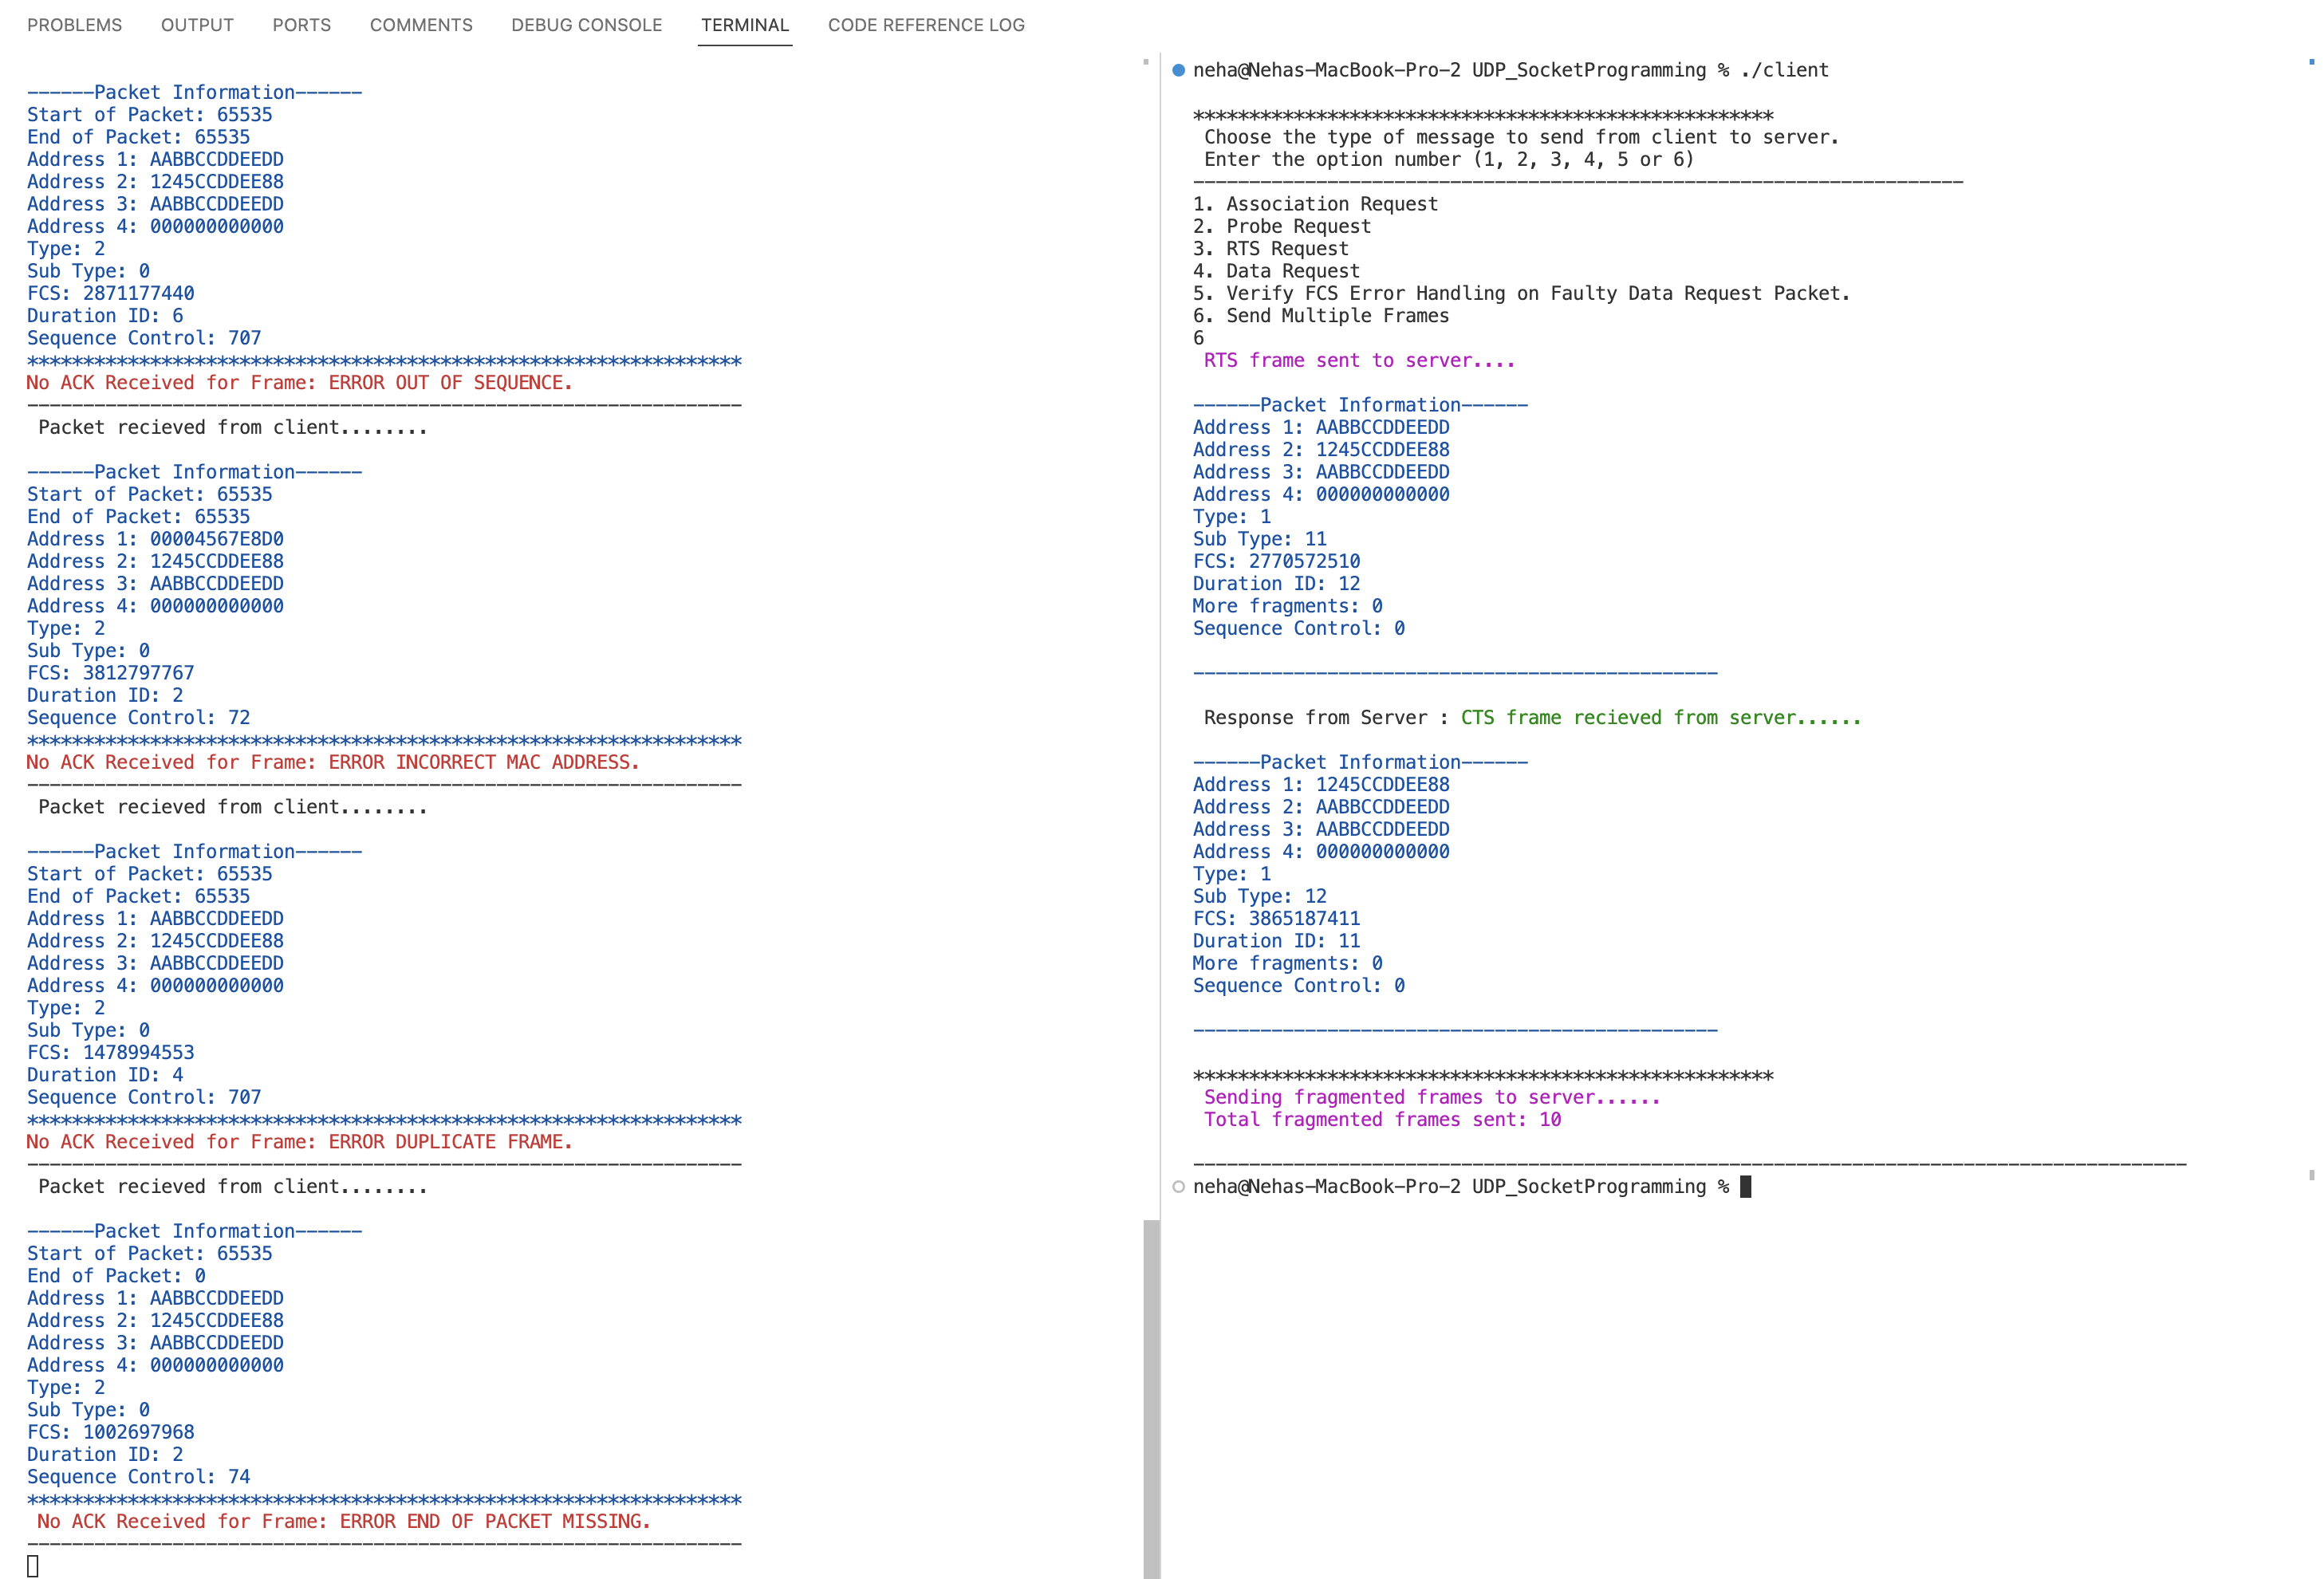 PROBLEMS OUTPUT PORTS COMMENTS DEBUG CONSOLE TERMINAL CODE REFERENCE LOG
------Packet Information------
Start of Packet: 65535
End of Packet: 65535
Address 1: AABBCCDDEEDD
Address 2: 1245CCDDEE88
Address 3: AABBCCDDEEDD
Address 4: 000000000000
Type: 2
Sub Type: 0
FCS: 2871177440
Duration ID: 6
Sequence Control: 707
****************************************************************
No ACK Received for Frame: ERROR OUT OF SEQUENCE.
----------------------------------------------------------------
Packet recieved from client........
------Packet Information------
Start of Packet: 65535
End of Packet: 65535
Address 1: 00004567E8D0
Address 2: 1245CCDDEE88
Address 3: AABBCCDDEEDD
Address 4: 000000000000
Type: 2
Sub Type: 0
FCS: 3812797767
Duration ID: 2
Sequence Control: 72
****************************************************************
No ACK Received for Frame: ERROR INCORRECT MAC ADDRESS.
----------------------------------------------------------------
Packet recieved from client........
------Packet Information------
Start of Packet: 65535
End of Packet: 65535
Address 1: AABBCCDDEEDD
Address 2: 1245CCDDEE88
Address 3: AABBCCDDEEDD
Address 4: 000000000000
Type: 2
Sub Type: 0
FCS: 1478994553
Duration ID: 4
Sequence Control: 707
****************************************************************
No ACK Received for Frame: ERROR DUPLICATE FRAME.
----------------------------------------------------------------
Packet recieved from client........
------Packet Information------
Start of Packet: 65535
End of Packet: 0
Address 1: AABBCCDDEEDD
Address 2: 1245CCDDEE88
Address 3: AABBCCDDEEDD
Address 4: 000000000000
Type: 2
Sub Type: 0
FCS: 1002697968
Duration ID: 2
Sequence Control: 74
****************************************************************
No ACK Received for Frame: ERROR END OF PACKET MISSING.
----------------------------------------------------------------
neha@Nehas-MacBook-Pro-2 UDP_SocketProgramming % ./client
****************************************************
Choose the type of message to send from client to server.
Enter the option number (1, 2, 3, 4, 5 or 6)
---------------------------------------------------------------------
1. Association Request
2. Probe Request
3. RTS Request
4. Data Request
5. Verify FCS Error Handling on Faulty Data Request Packet.
6. Send Multiple Frames
6
RTS frame sent to server....
------Packet Information------
Address 1: AABBCCDDEEDD
Address 2: 1245CCDDEE88
Address 3: AABBCCDDEEDD
Address 4: 000000000000
Type: 1
Sub Type: 11
FCS: 2770572510
Duration ID: 12
More fragments: 0
Sequence Control: 0
-----------------------------------------------
Response from Server : CTS frame recieved from server......
------Packet Information------
Address 1: 1245CCDDEE88
Address 2: AABBCCDDEEDD
Address 3: AABBCCDDEEDD
Address 4: 000000000000
Type: 1
Sub Type: 12
FCS: 3865187411
Duration ID: 11
More fragments: 0
Sequence Control: 0
-----------------------------------------------
****************************************************
Sending fragmented frames to server......
Total fragmented frames sent: 10
-----------------------------------------------------------------------------------------
neha@Nehas-MacBook-Pro-2 UDP_SocketProgramming %